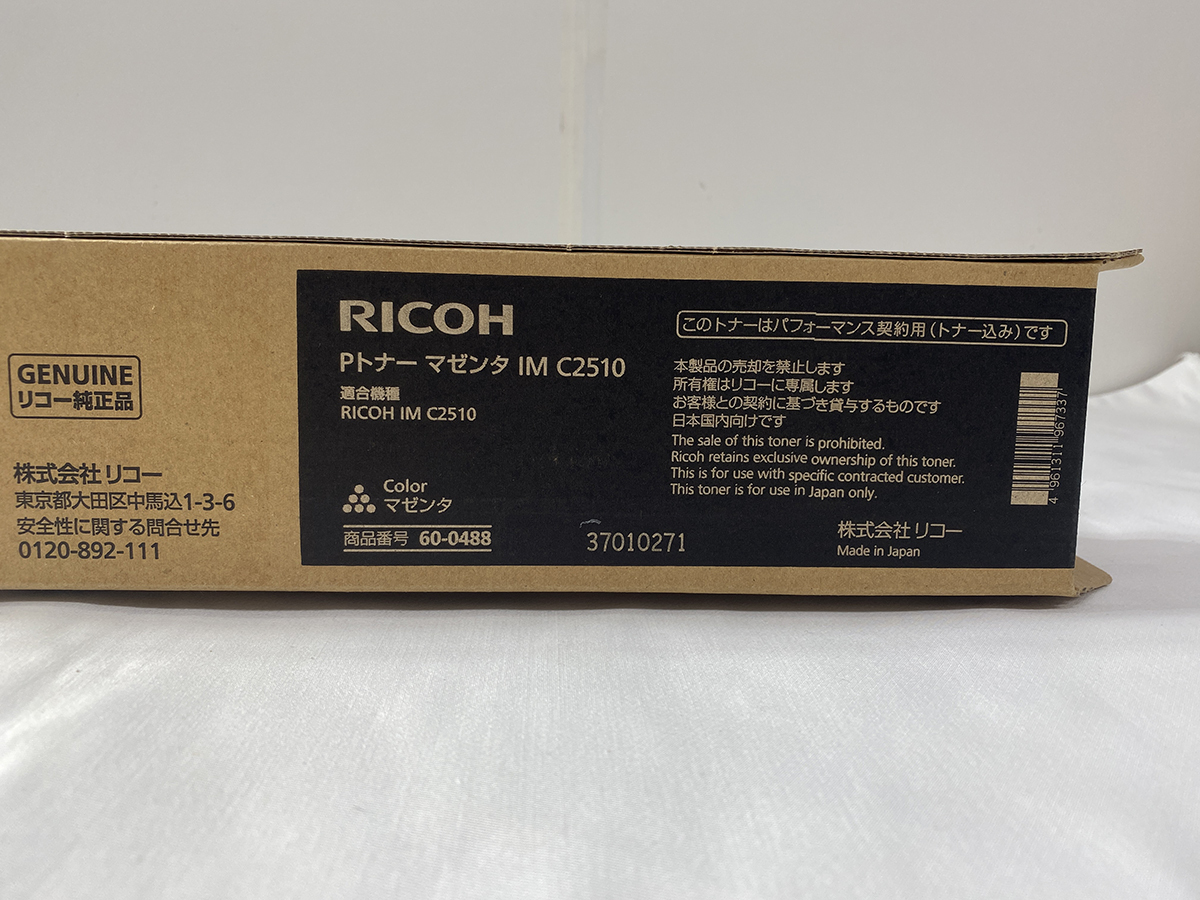 GENUINE
リコー純正品
株式会社 リコー
東京都大田区中馬込1-3-6
安全性に関する問合せ先
0120-892-111
RICOH
Pトナー マゼンタ IM C2510
適合機種
RICOH IM C2510
Color
マゼンタ
商品番号 60-0488
37010271
このトナーはパフォーマンス契約用(トナー込み)です
本製品の売却を禁止します
所有権はリコーに専属します
お客様との契約に基づき貸与するものです
日本国内向けです
The sale of this toner is prohibited.
Ricoh retains exclusive ownership of this toner.
This is for use with specific contracted customer.
This toner is for use in Japan only.
株式会社 リコー
Made in Japan
4 961311 967337